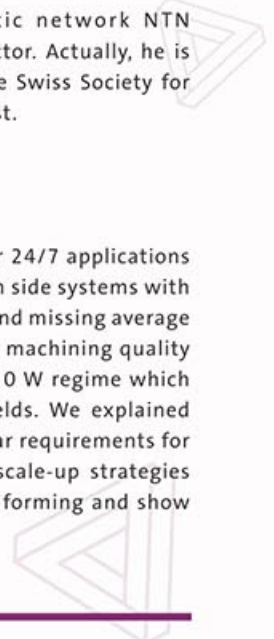 tic network NTN
tor. Actually, he is
e Swiss Society for
st.
r 24/7 applications
n side systems with
nd missing average
machining quality
0 W regime which
elds. We explained
ar requirements for
scale-up strategies
forming and show